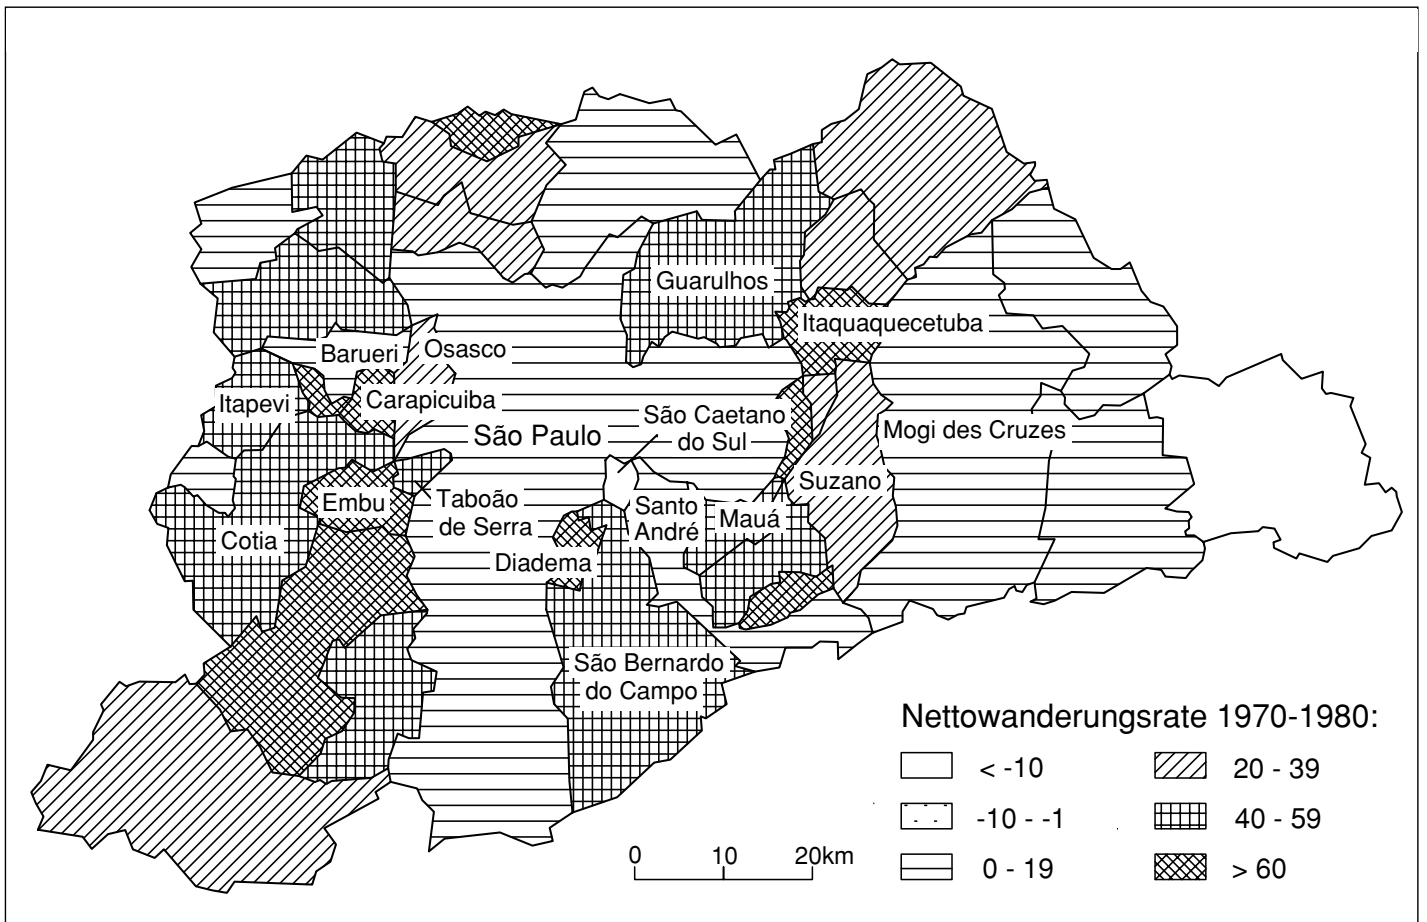 Guarulhos
Itaquaquecetuba
Barueri
Osasco
Itapevi
Carapicuiba
São Caetano
do Sul
São Paulo
Mogi des Cruzes
Suzano
Embu
Taboão
de Serra
Santo
André
Mauá
Cotia
Diadema
São Bernardo
do Campo
Nettowanderungsrate 1970-1980:
< -10
20 - 39
-10 - -1
40 - 59
0 - 19
> 60
0 10 20km